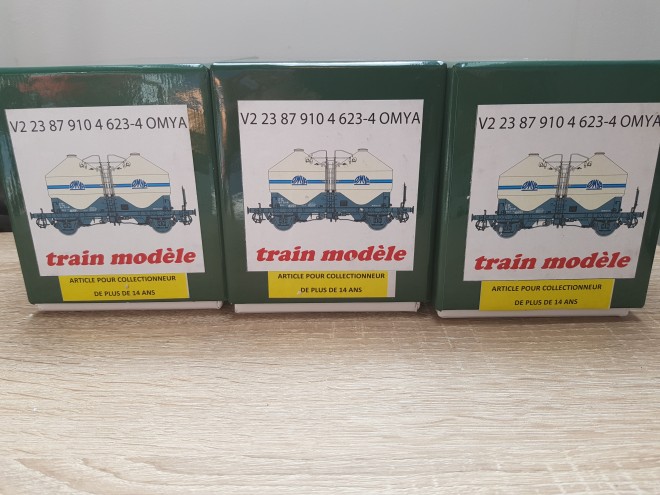 V2 23 87 910 4 623-4 OMYA
train modèle
ARTICLE POUR COLLECTIONNEUR
DE PLUS DE 14 ANS
V2 23 87 910 4 623-4 OMYA
train modèle
ARTICLE POUR COLLECTIONNEUR
DE PLUS DE 14 ANS
V2 23 87 910 4 623-4 OMYA
train modèle
ARTICLE POUR COLLECTIONNEUR
DE PLUS DE 14 ANS